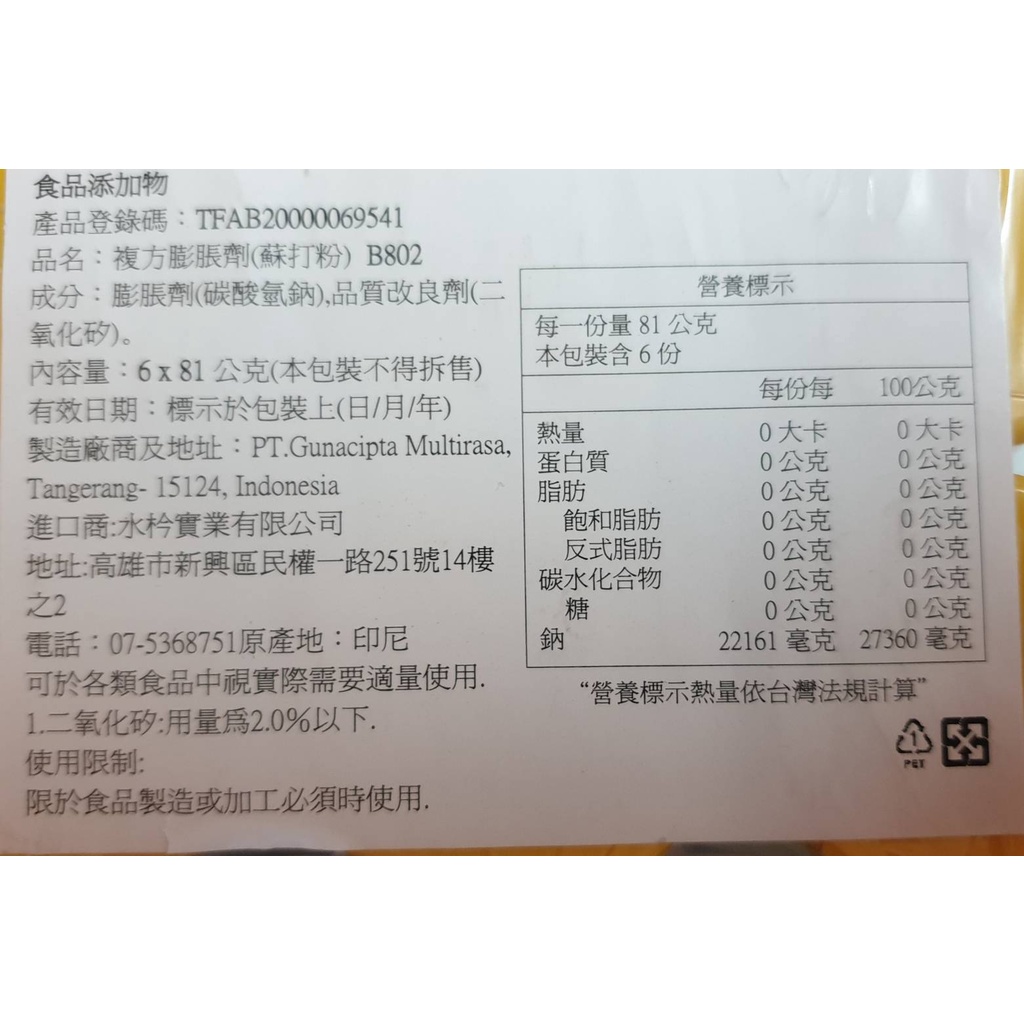 食品添加物
產品登錄碼：TFAB20000069541
品名：複方膨脹劑(蘇打粉) B802
成分：膨脹劑(碳酸氫鈉),品質改良劑(二
氧化矽)。
內容量：6 x 81 公克(本包裝不得拆售)
有效日期：標示於包裝上(日/月/年)
製造廠商及地址：PT.Gunacipta Multirasa,
Tangerang- 15124, Indonesia
進口商:水枔實業有限公司
地址:高雄市新興區民權一路251號14樓
之2
電話：07-5368751原產地：印尼
可於各類食品中視實際需要適量使用.
1.二氧化矽:用量為2.0%以下.
使用限制:
限於食品製造或加工必須時使用.
營養標示
每一份量 81 公克
本包裝含 6 份
每份每 100公克
熱量 0 大卡 0 大卡
蛋白質 0 公克 0 公克
脂肪 0 公克 0 公克
飽和脂肪 0 公克 0 公克
反式脂肪 0 公克 0 公克
碳水化合物 0 公克 0 公克
糖 0 公克 0 公克
鈉 22161 毫克 27360 毫克
“營養標示熱量依台灣法規計算”
1
PET